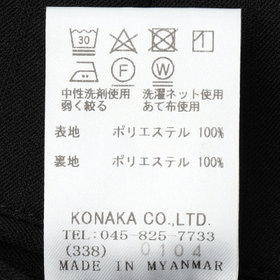 30
F W
中性洗剤使用 洗濯ネット使用
弱く絞る あて布使用
表地 ポリエステル 100%
裏地 ポリエステル 100%
KONAKA CO.,LTD.
TEL:045-825-7733
(338) 0104
MADE IN MYANMAR